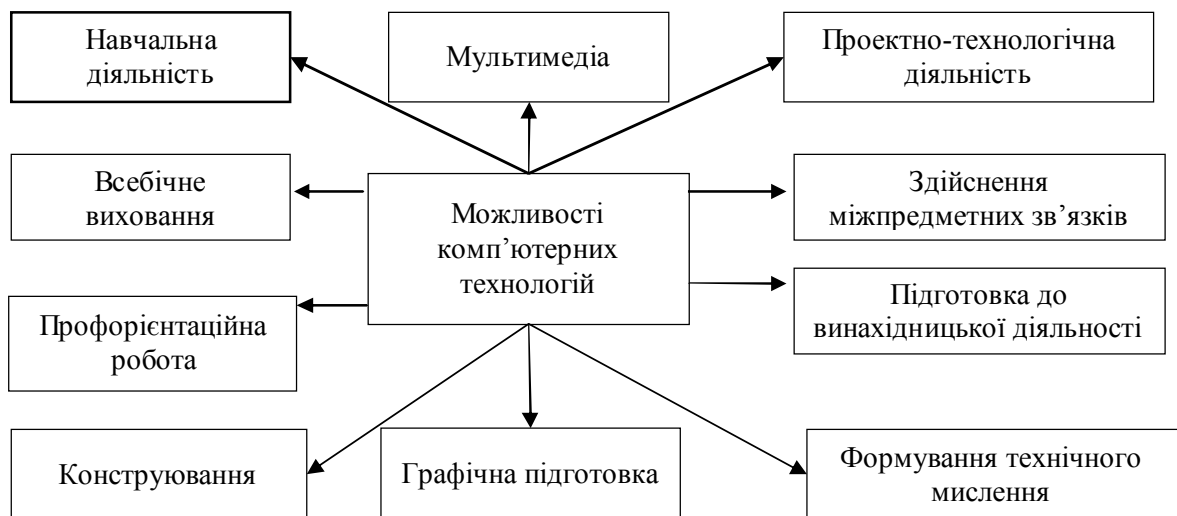 Навчальна
діяльність
Мультимедіа
Проектно-технологічна
діяльність
Всебічне
виховання
Можливості
комп’ютерних
технологій
Здійснення
міжпредметних зв’язків
Профорієнтаційна
робота
Підготовка до
винахідницької діяльності
Конструювання
Графічна підготовка
Формування технічного
мислення